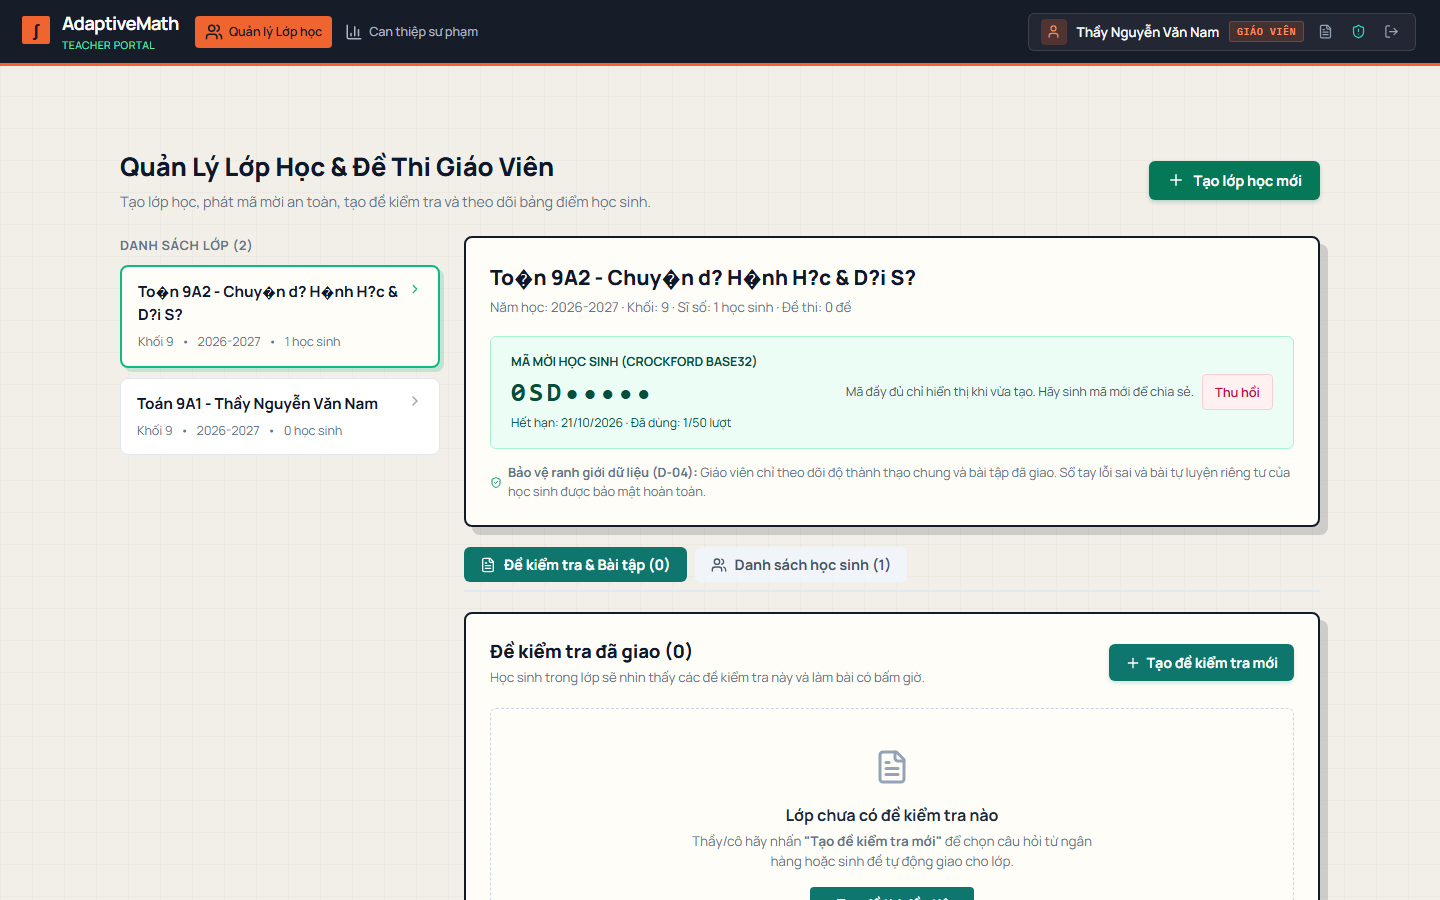 ∫ AdaptiveMath
TEACHER PORTAL
Quản lý Lớp học
Can thiệp sư phạm
Thầy Nguyễn Văn Nam
GIÁO VIÊN
Quản Lý Lớp Học & Đề Thi Giáo Viên
Tạo lớp học, phát mã mời an toàn, tạo đề kiểm tra và theo dõi bảng điểm học sinh.
+ Tạo lớp học mới
DANH SÁCH LỚP (2)
To�n 9A2 - Chuy�n d? H�nh H?c &
D?i S?
Khối 9 • 2026-2027 • 1 học sinh
Toán 9A1 - Thầy Nguyễn Văn Nam
Khối 9 • 2026-2027 • 0 học sinh
To�n 9A2 - Chuy�n d? H�nh H?c & D?i S?
Năm học: 2026-2027 · Khối: 9 · Sĩ số: 1 học sinh · Đề thi: 0 đề
MÃ MỜI HỌC SINH (CROCKFORD BASE32)
0SD●●●●●
Mã đầy đủ chỉ hiển thị khi vừa tạo. Hãy sinh mã mới để chia sẻ.
Thu hồi
Hết hạn: 21/10/2026 · Đã dùng: 1/50 lượt
Bảo vệ ranh giới dữ liệu (D-04): Giáo viên chỉ theo dõi độ thành thạo chung và bài tập đã giao. Sổ tay lỗi sai và bài tự luyện riêng tư của
học sinh được bảo mật hoàn toàn.
Đề kiểm tra & Bài tập (0)
Danh sách học sinh (1)
Đề kiểm tra đã giao (0)
Học sinh trong lớp sẽ nhìn thấy các đề kiểm tra này và làm bài có bấm giờ.
+ Tạo đề kiểm tra mới
Lớp chưa có đề kiểm tra nào
Thầy/cô hãy nhấn "Tạo đề kiểm tra mới" để chọn câu hỏi từ ngân
hàng hoặc sinh đề tự động giao cho lớp.